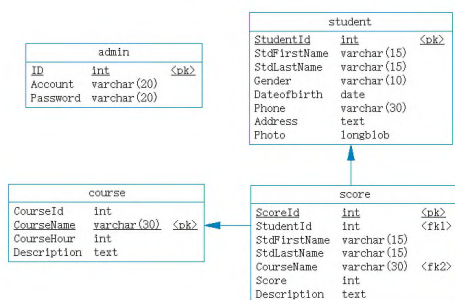 admin
ID int <pk>
Account varchar(20)
Password varchar(20)
student
StudentId int <pk>
StdFirstName varchar(15)
StdLastName varchar(15)
Gender varchar(10)
Dateofbirth date
Phone varchar(30)
Address text
Photo longblob
course
CourseId int
CourseName varchar(30) <pk>
CourseHour int
Description text
score
ScoreId int <pk>
StudentId int <fk1>
StdFirstName varchar(15)
StdLastName varchar(15)
CourseName varchar(30) <fk2>
Score int
Description text